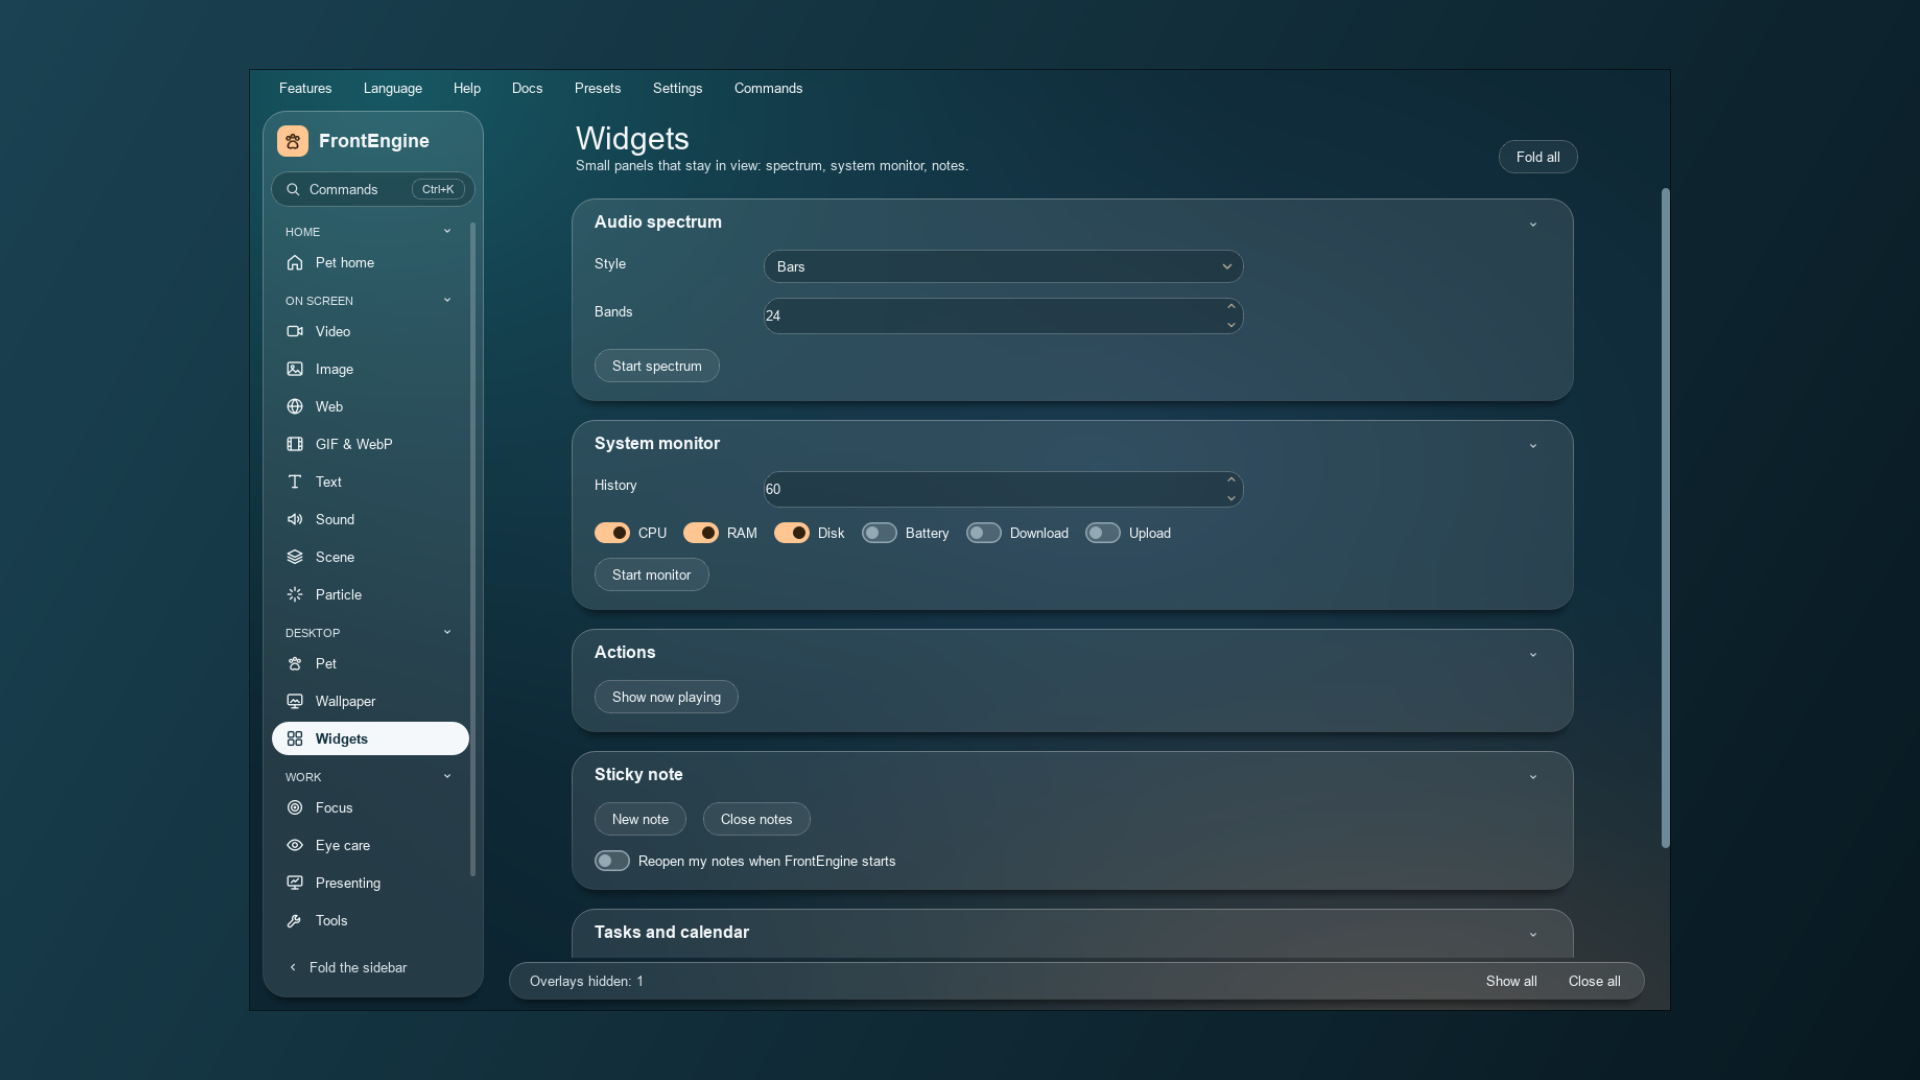 Features Language Help Docs Presets Settings Commands
FrontEngine
Commands Ctrl+K
HOME
Pet home
ON SCREEN
Video
Image
Web
GIF & WebP
Text
Sound
Scene
Particle
DESKTOP
Pet
Wallpaper
Widgets
WORK
Focus
Eye care
Presenting
Tools
Fold the sidebar
Widgets
Small panels that stay in view: spectrum, system monitor, notes.
Fold all
Audio spectrum
Style Bars
Bands 24
Start spectrum
System monitor
History 60
CPU RAM Disk Battery Download Upload
Start monitor
Actions
Show now playing
Sticky note
New note Close notes
Reopen my notes when FrontEngine starts
Tasks and calendar
Overlays hidden: 1 Show all Close all